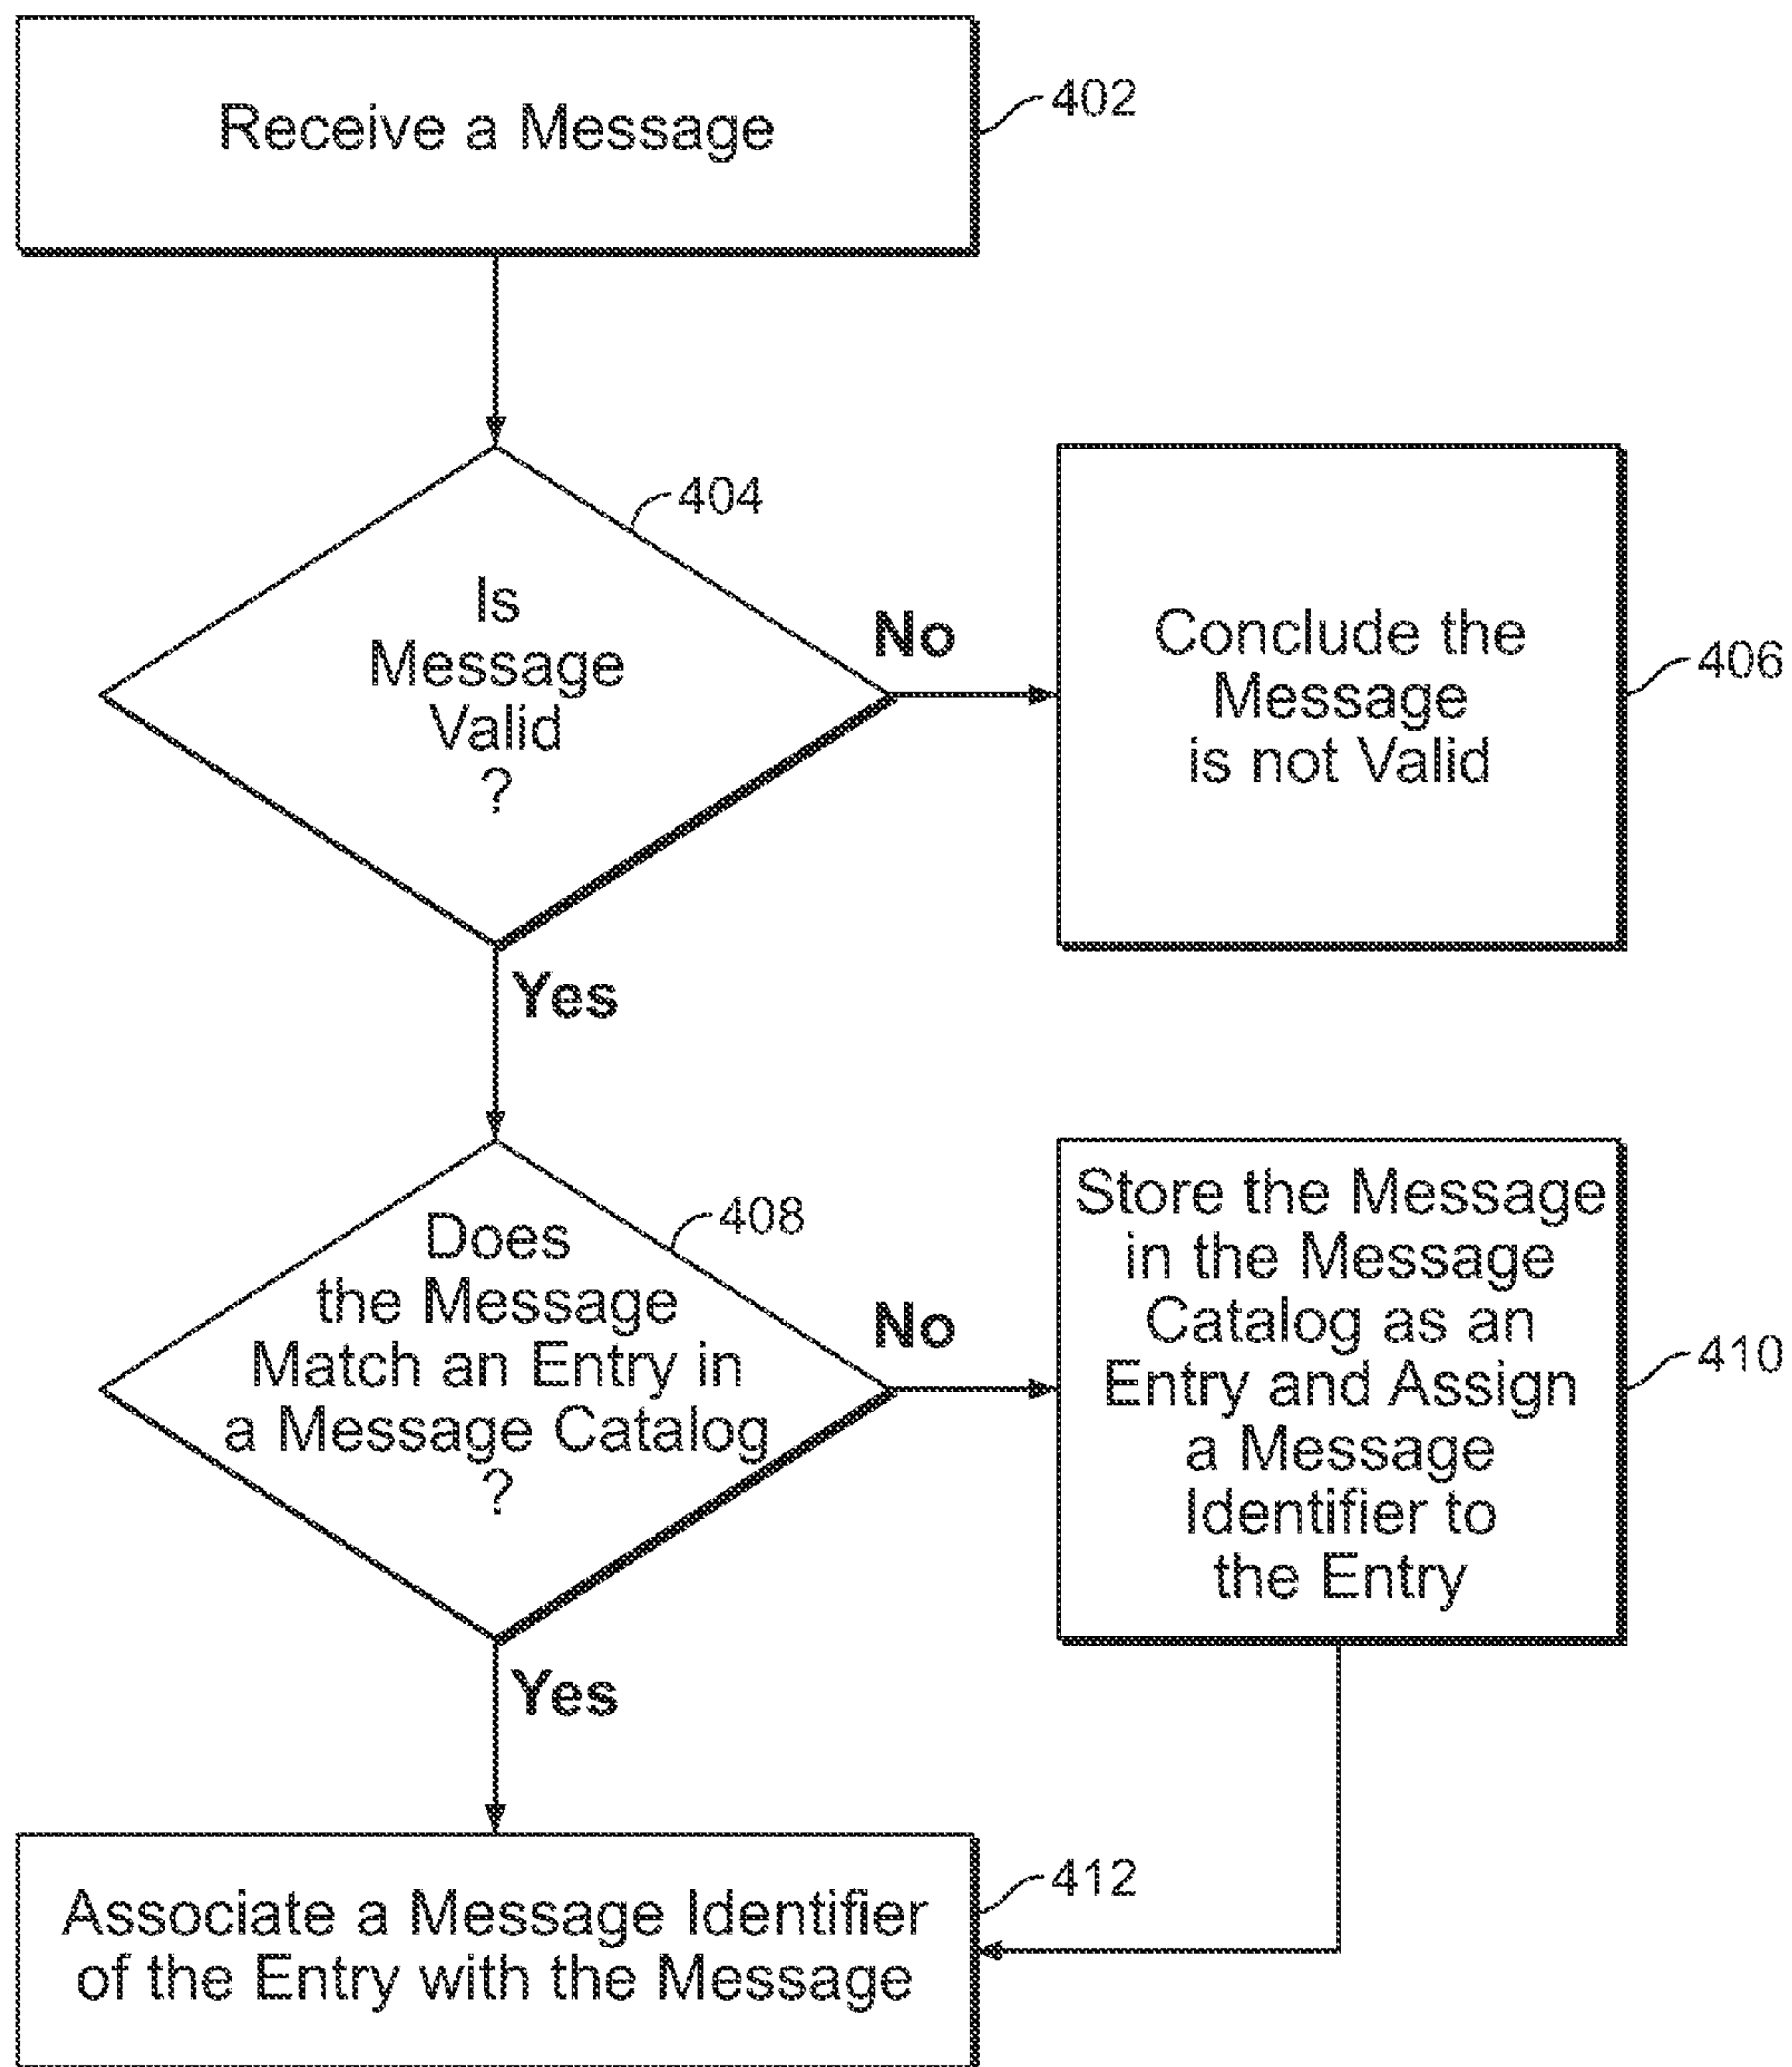 Receive a Message
402
404
Is
Message
Valid
?
No
Conclude the
Message
is not Valid
406
Yes
408
Does
the Message
Match an Entry in
a Message Catalog
?
No
Store the Message
in the Message
Catalog as an
Entry and Assign
a Message
Identifier to
the Entry
410
Yes
412
Associate a Message Identifier
of the Entry with the Message